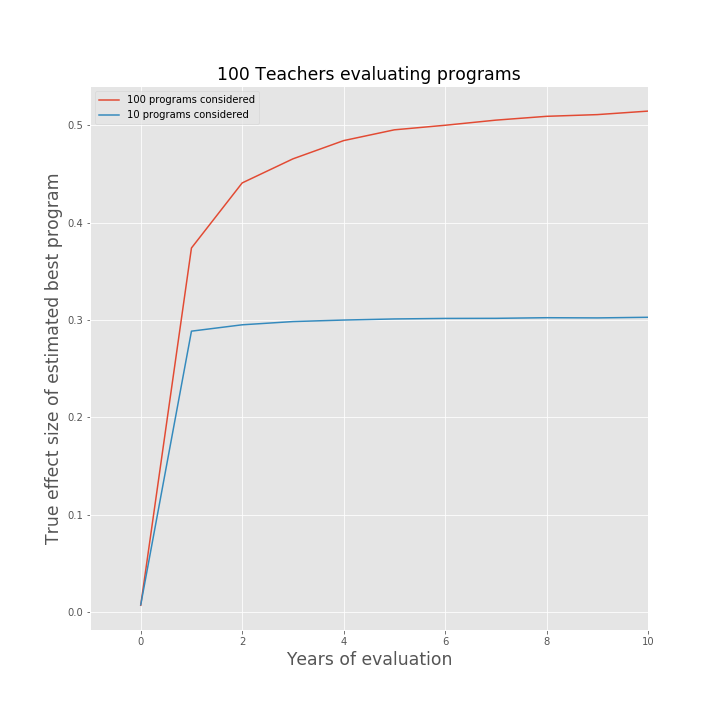 100 Teachers evaluating programs
100 programs considered
10 programs considered
True effect size of estimated best program
0.5
0.4
0.3
0.2
0.1
0.0
0 2 4 6 8 10
Years of evaluation